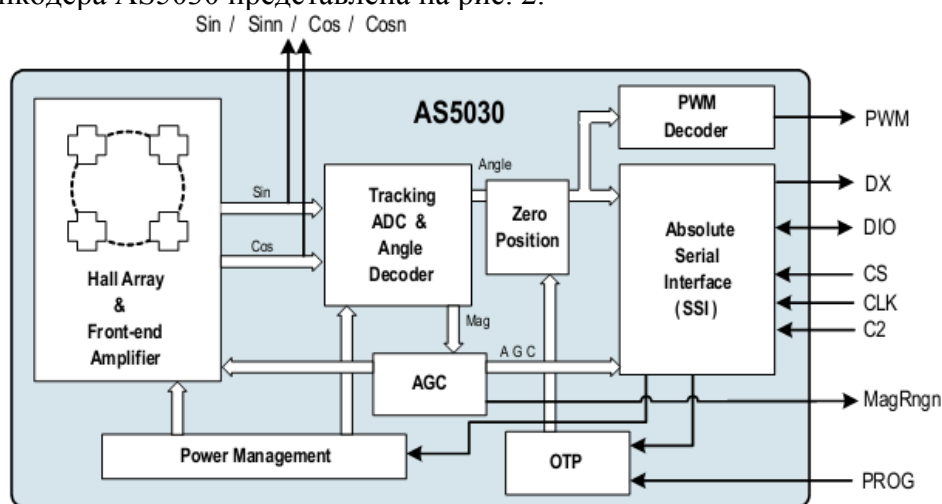 нкодера AS5030 представлена на рис. 2.
Sin / Sinn / Cos / Cosn
AS5030
PWM
Decoder
PWM
Hall Array
&
Front-end
Amplifier
Sin
Cos
Tracking
ADC &
Angle
Decoder
Angle
Zero
Position
Absolute
Serial
Interface
(SSI)
DX
DIO
CS
CLK
C2
Mag
AGC
AGC
MagRngn
Power Management
OTP
PROG